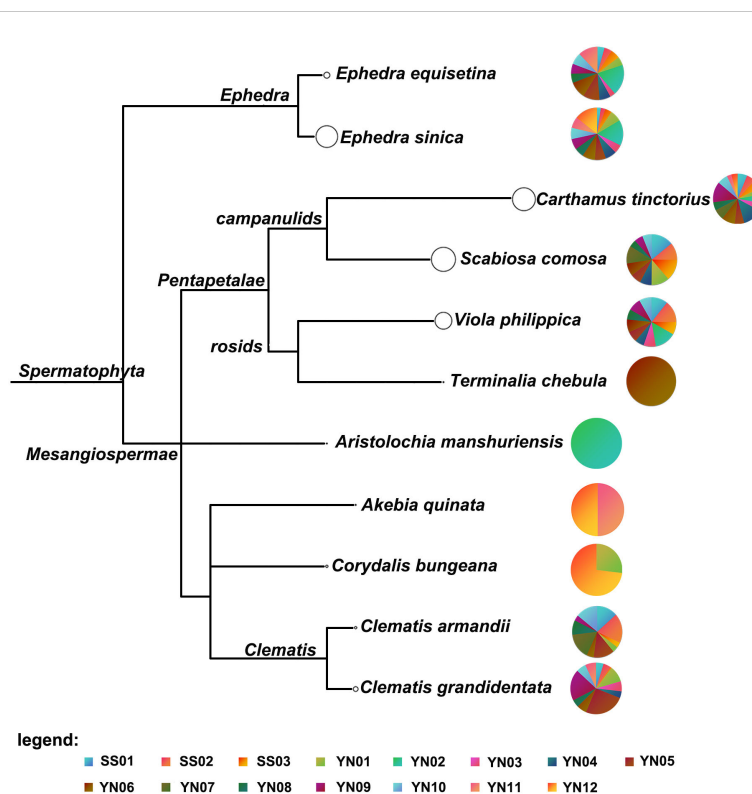 Ephedra equisetina
Ephedra
Ephedra sinica
Carthamus tinctorius
campanulids
Scabiosa comosa
Pentapetalae
Viola philippica
rosids
Spermatophyta
Terminalia chebula
Aristolochia manshuriensis
Mesangiospermae
Akebia quinata
Corydalis bungeana
Clematis armandii
Clematis
Clematis grandidentata
legend:
SS01 SS02 SS03 YN01 YN02 YN03 YN04 YN05
YN06 YN07 YN08 YN09 YN10 YN11 YN12